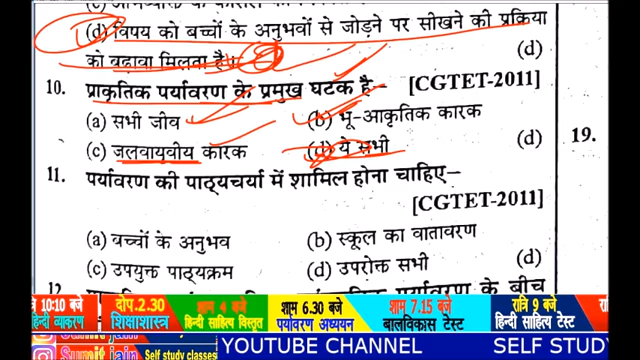 (d) विषय को बच्चों के अनुभवों से जोड़ने पर सीखने की प्रक्रिया
को बढ़ावा मिलता है। (d)
10. प्राकृतिक पर्यावरण के प्रमुख घटक है- [CGTET-2011]
(a) सभी जीव (b) भू-आकृतिक कारक
(c) जलवायवीय कारक (d) ये सभी (d)
19.
11. पर्यावरण की पाठ्यचर्या में शामिल होना चाहिए-
[CGTET-2011]
(a) बच्चों के अनुभव (b) स्कूल का वातावरण
(c) उपयुक्त पाठ्यक्रम (d) उपरोक्त सभी (d)
12 पर्यावरण के बीच
10:10 बजे दोप.2.30 शाम 4 बजे शाम 6.30 बजे शाम 7.15 बजे रात्रि 9 बजे
हिन्दी व्याकरण शिक्षाशास्त्र हिन्दी साहित्य विस्तृत पर्यावरण अध्ययन बालविकास टेस्ट हिन्दी साहित्य टेस्ट
Sumit jain Self study classes YOUTUBE CHANNEL SELF STUDY